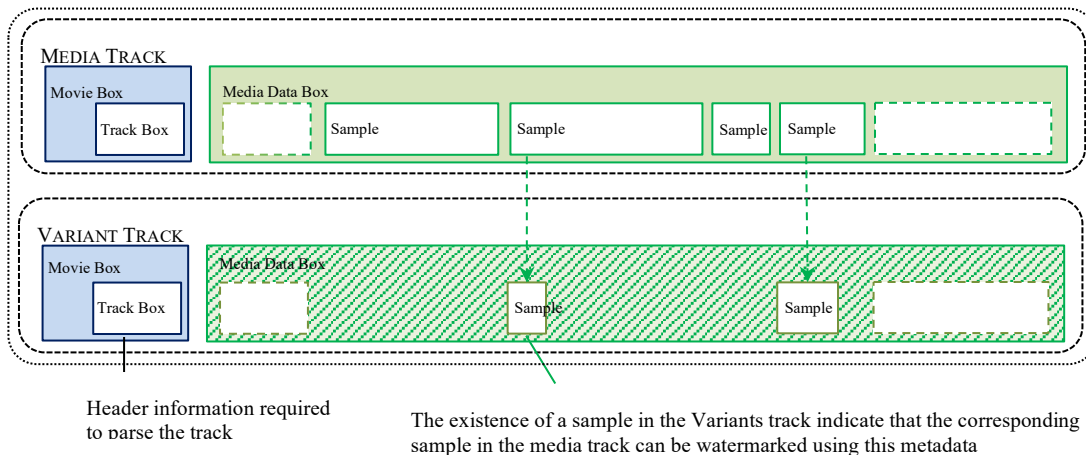 MEDIA TRACK
Movie Box
Media Data Box
Track Box
Sample
Sample
Sample
Sample
VARIANT TRACK
Movie Box
Media Data Box
Track Box
Sample
Sample
Header information required
to parse the track
The existence of a sample in the Variants track indicate that the corresponding
sample in the media track can be watermarked using this metadata